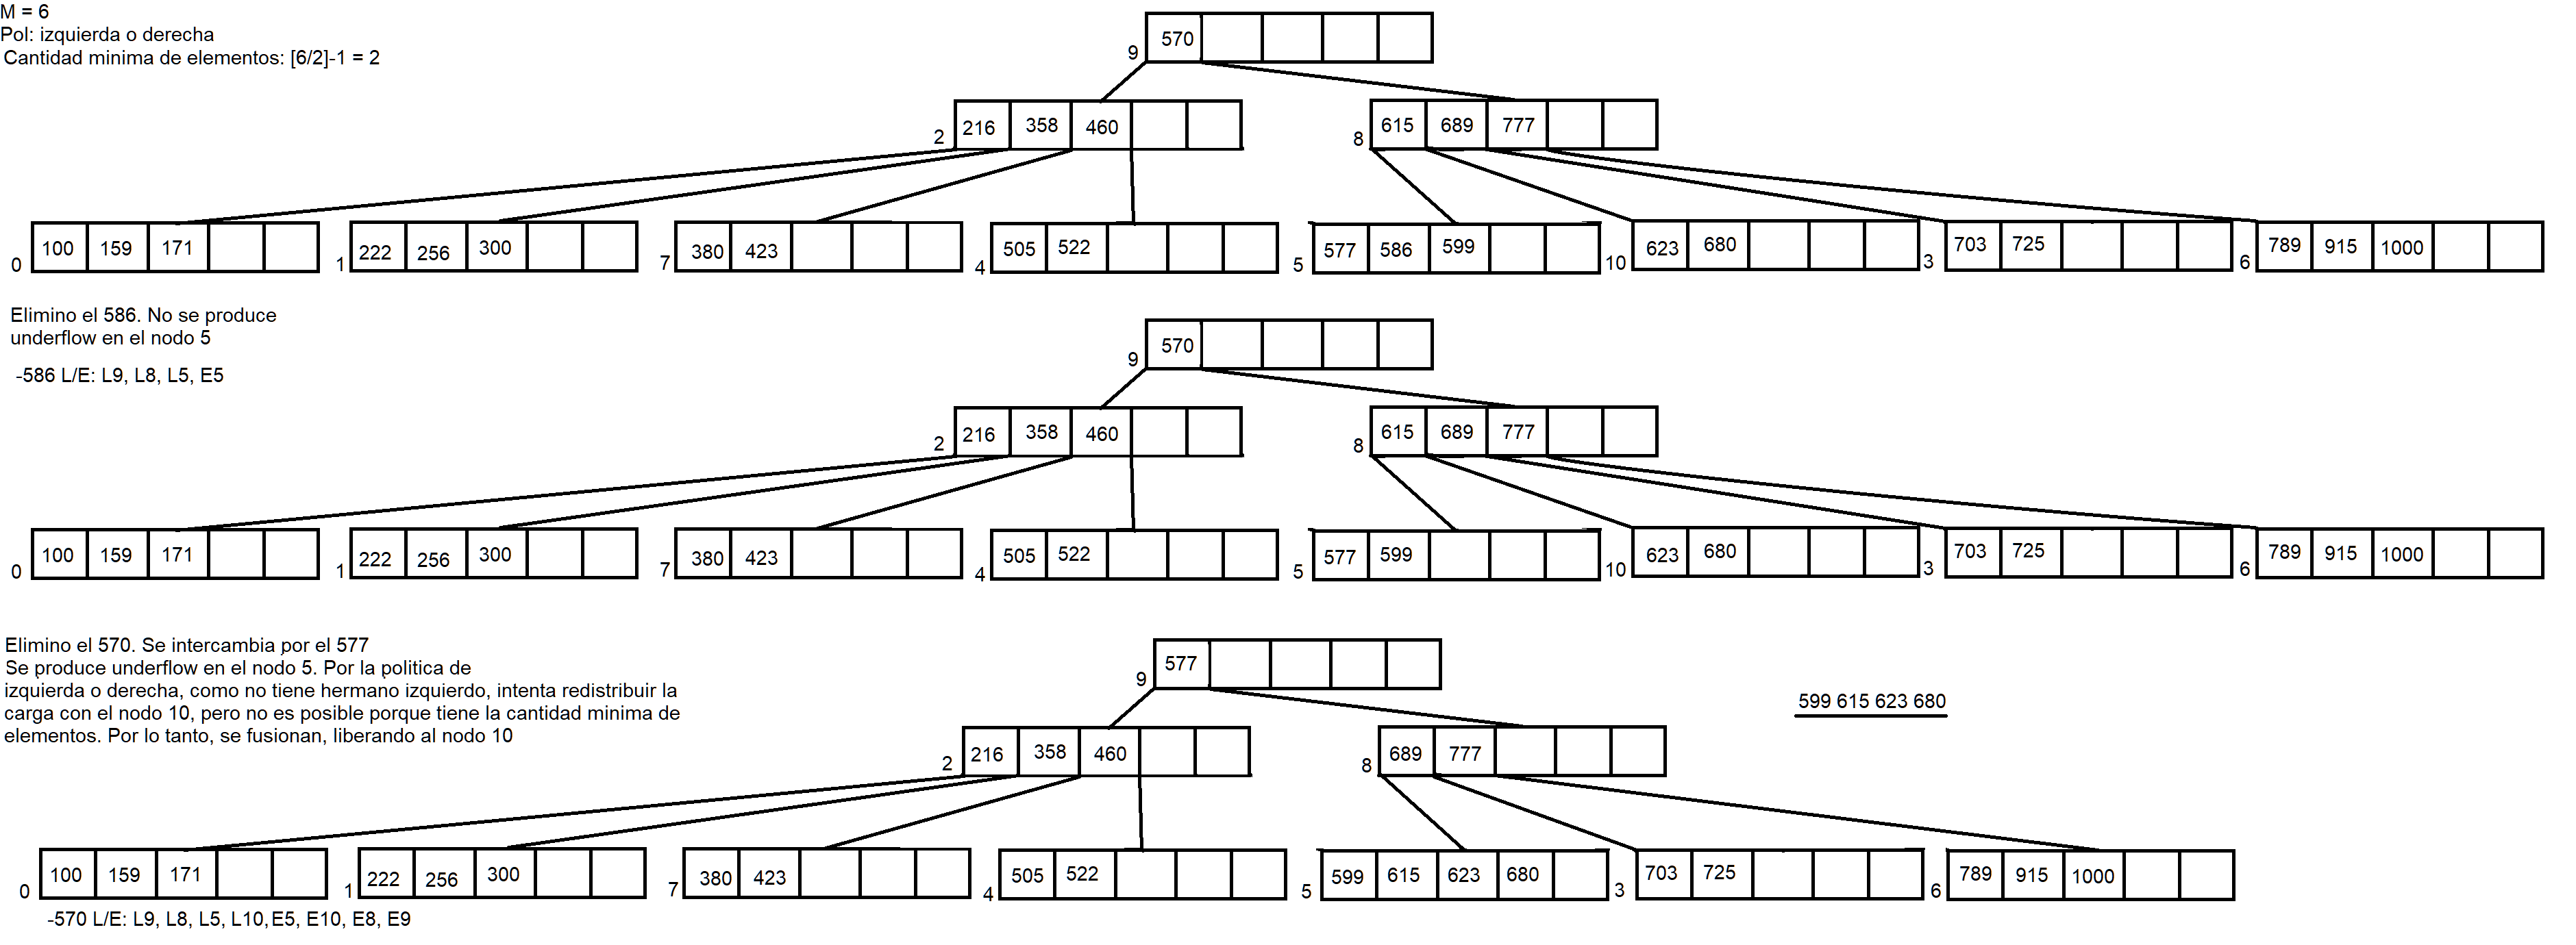 M = 6
Pol: izquierda o derecha
Cantidad minima de elementos: [6/2]-1 = 2
9 570
2 216 358 460
8 615 689 777
0 100 159 171
1 222 256 300
7 380 423
4 505 522
5 577 586 599
10 623 680
3 703 725
6 789 915 1000
Elimino el 586. No se produce
underflow en el nodo 5
-586 L/E: L9, L8, L5, E5
9 570
2 216 358 460
8 615 689 777
0 100 159 171
1 222 256 300
7 380 423
4 505 522
5 577 599
10 623 680
3 703 725
6 789 915 1000
Elimino el 570. Se intercambia por el 577
Se produce underflow en el nodo 5. Por la politica de
izquierda o derecha, como no tiene hermano izquierdo, intenta redistribuir la
carga con el nodo 10, pero no es posible porque tiene la cantidad minima de
elementos. Por lo tanto, se fusionan, liberando al nodo 10
9 577
599 615 623 680
2 216 358 460
8 689 777
0 100 159 171
1 222 256 300
7 380 423
4 505 522
5 599 615 623 680
3 703 725
6 789 915 1000
-570 L/E: L9, L8, L5, L10, E5, E10, E8, E9